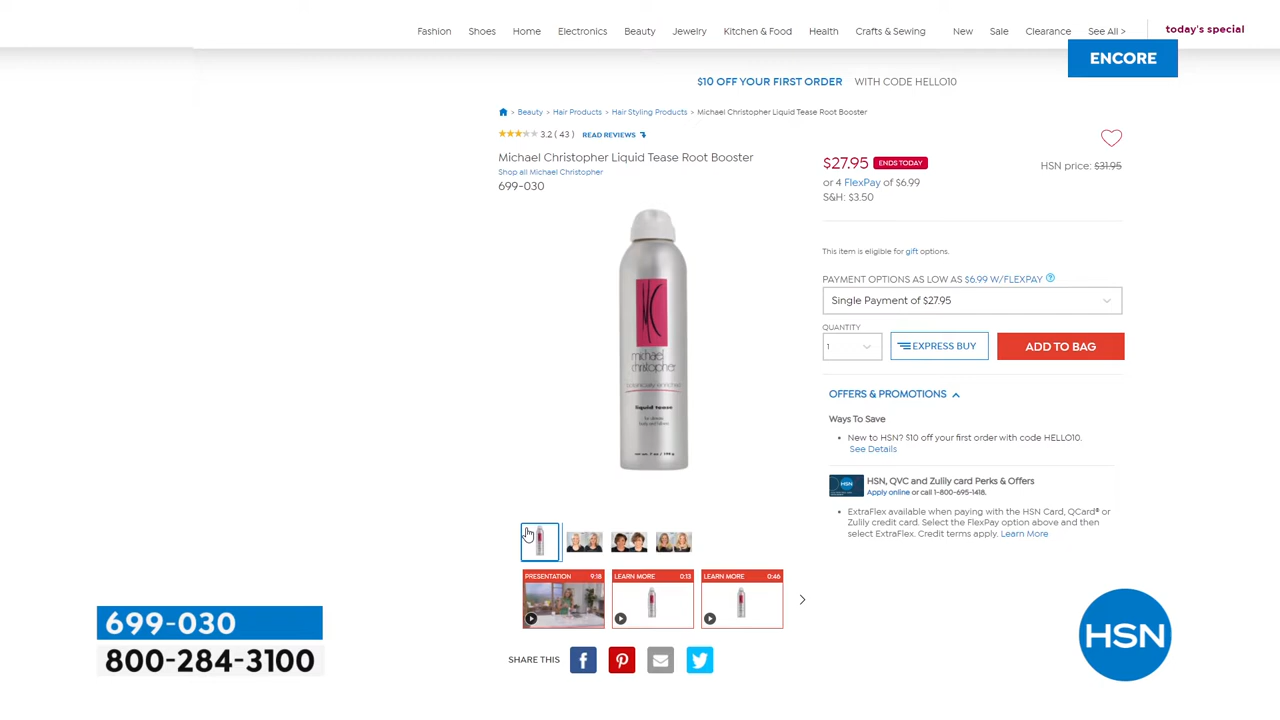 Fashion Shoes Home Electronics Beauty Jewelry Kitchen & Food Health Crafts & Sewing New Sale Clearance See All > today's special
ENCORE
$10 OFF YOUR FIRST ORDER WITH CODE HELLO10
> Beauty > Hair Products > Hair Styling Products > Michael Christopher Liquid Tease Root Booster
3.2 ( 43 ) READ REVIEWS
Michael Christopher Liquid Tease Root Booster
Shop all Michael Christopher
699-030
$27.95 ENDS TODAY HSN price: $31.95
or 4 FlexPay of $6.99
S&H: $3.50
This item is eligible for gift options.
PAYMENT OPTIONS AS LOW AS $6.99 W/FLEXPAY ?
Single Payment of $27.95
QUANTITY
1 EXPRESS BUY ADD TO BAG
OFFERS & PROMOTIONS
Ways To Save
New to HSN? $10 off your first order with code HELLO10.
See Details
HSN
HSN, QVC and Zulily card Perks & Offers
Apply online or call 1-800-695-1418.
ExtraFlex available when paying with the HSN Card, QCard® or
Zulily credit card. Select the FlexPay option above and then
select ExtraFlex. Credit terms apply. Learn More
MC
michael
christopher
liquid tease
PRESENTATION 9:18 LEARN MORE 0:13 LEARN MORE 0:46
SHARE THIS
699-030
800-284-3100
HSN